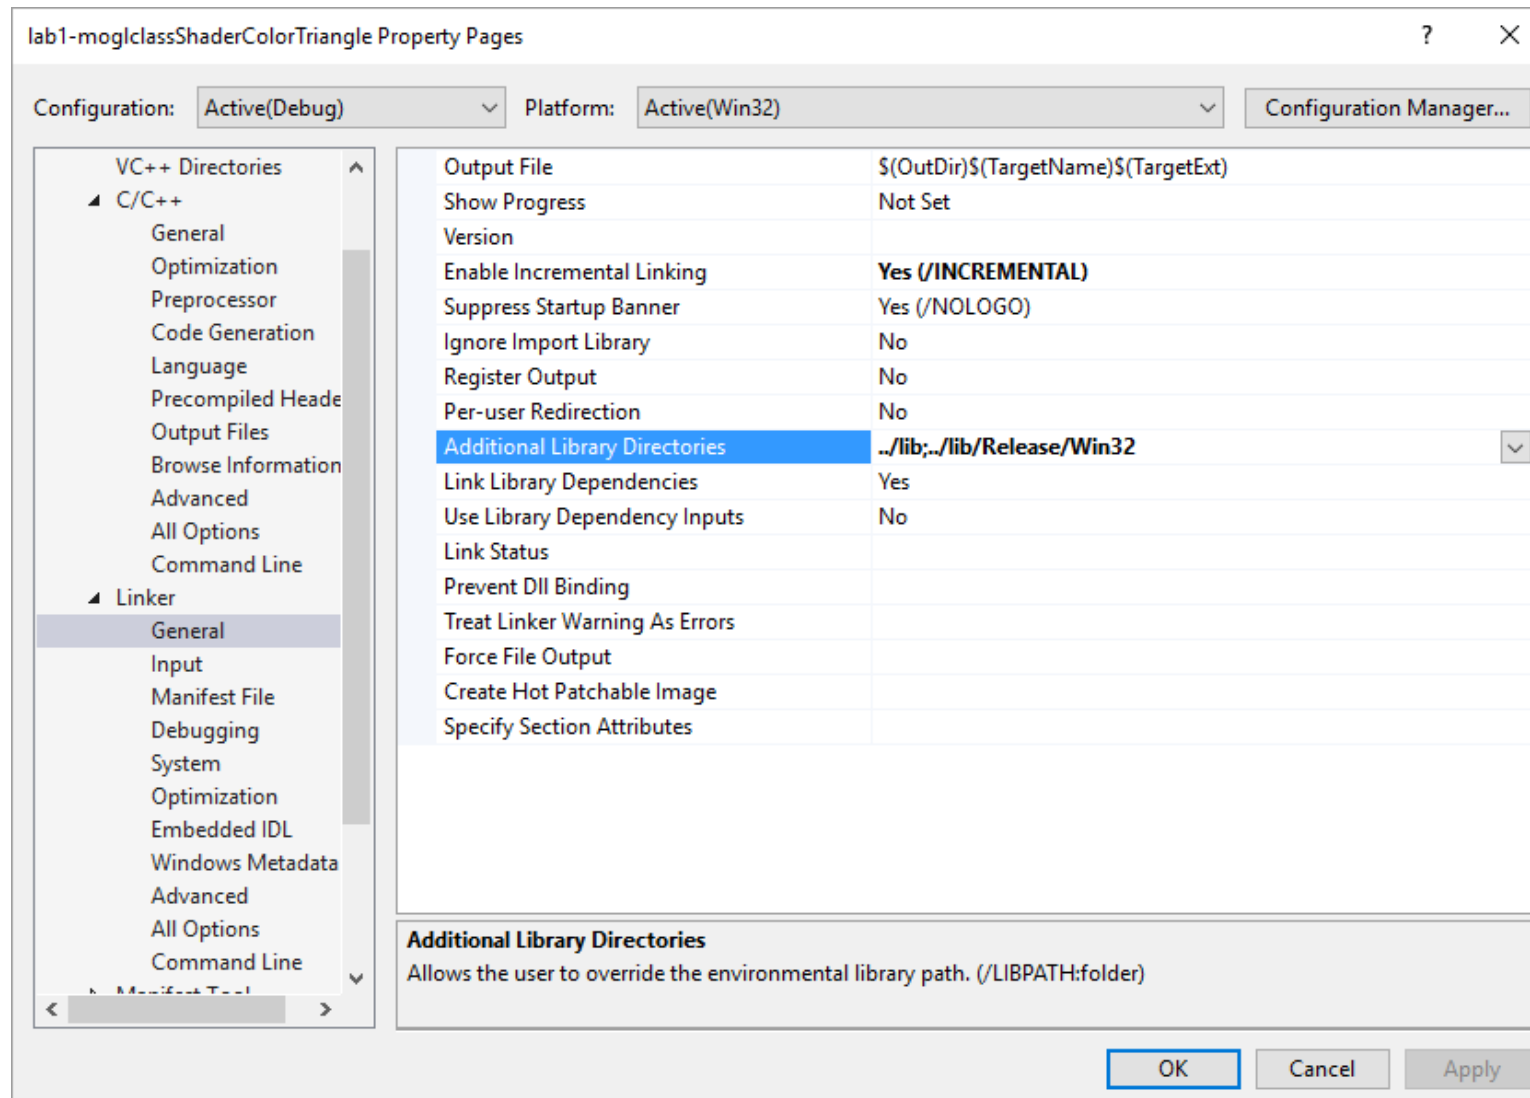 lab1-moglclassShaderColorTriangle Property Pages
?
Configuration: Active(Debug) Platform: Active(Win32) Configuration Manager...
VC++ Directories
C/C++
General
Optimization
Preprocessor
Code Generation
Language
Precompiled Heade
Output Files
Browse Information
Advanced
All Options
Command Line
Linker
General
Input
Manifest File
Debugging
System
Optimization
Embedded IDL
Windows Metadata
Advanced
All Options
Command Line
Manifest Tool
Output File $(OutDir)$(TargetName)$(TargetExt)
Show Progress Not Set
Version
Enable Incremental Linking Yes (/INCREMENTAL)
Suppress Startup Banner Yes (/NOLOGO)
Ignore Import Library No
Register Output No
Per-user Redirection No
Additional Library Directories ../lib;../lib/Release/Win32
Link Library Dependencies Yes
Use Library Dependency Inputs No
Link Status
Prevent Dll Binding
Treat Linker Warning As Errors
Force File Output
Create Hot Patchable Image
Specify Section Attributes
Additional Library Directories
Allows the user to override the environmental library path. (/LIBPATH:folder)
OK Cancel Apply